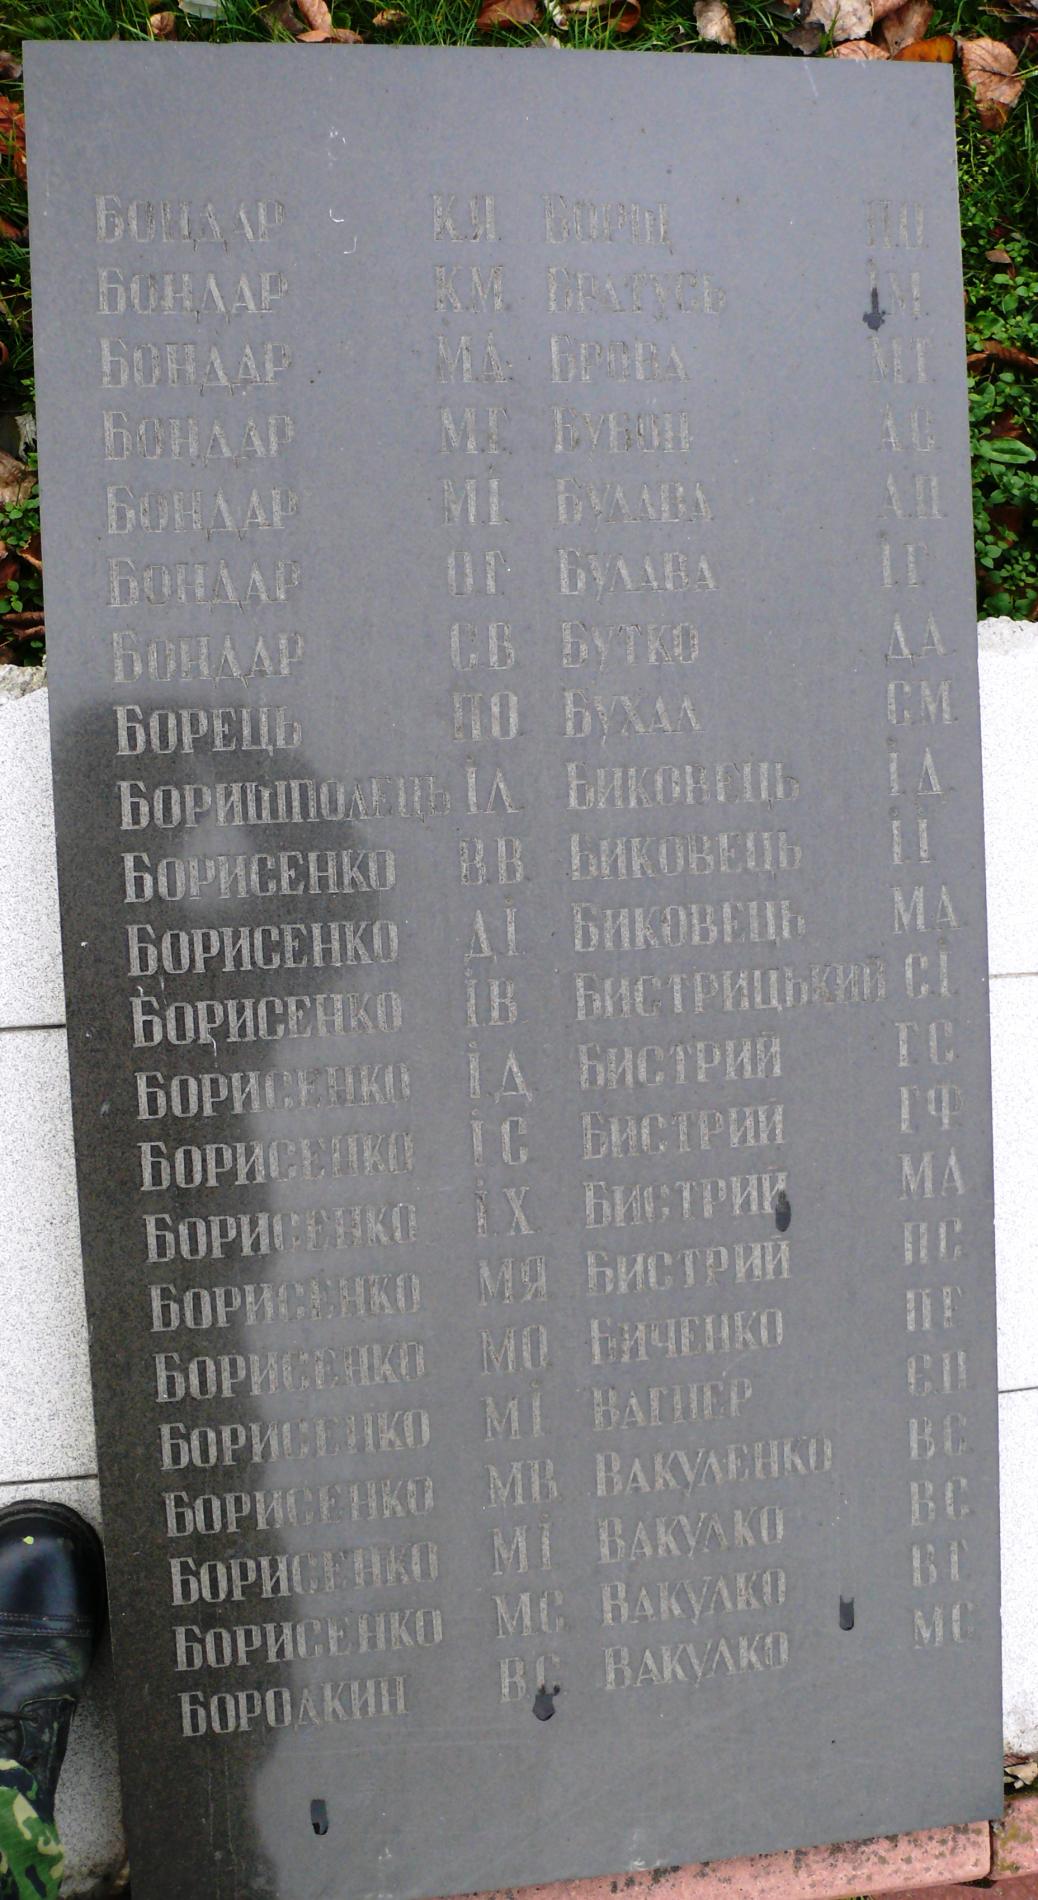 БОНДАР К.Я.
БОНДАР К.М.
БОНДАР М.А.
БОНДАР М.Г.
БОНДАР М.І.
БОНДАР О.Г.
БОНДАР С.В.
БОРЕЦЬ П.О.
БОРИШПОЛЕЦЬ І.Л.
БОРИСЕНКО В.В.
БОРИСЕНКО Д.І.
БОРИСЕНКО І.В.
БОРИСЕНКО І.Д.
БОРИСЕНКО І.С.
БОРИСЕНКО І.Х.
БОРИСЕНКО М.Я.
БОРИСЕНКО М.О.
БОРИСЕНКО М.І.
БОРИСЕНКО М.В.
БОРИСЕНКО М.І.
БОРИСЕНКО М.С.
БОРОДКИН В.С.
БОРЩ П.О.
БРАТУСЬ І.М.
БРОВА М.Т.
БУБОН А.С.
БУЛАВА А.П.
БУЛАВА І.Г.
БУТКО Д.А.
БУХАЛ С.М.
БИКОВЕЦЬ І.Д.
БИКОВЕЦЬ І.І.
БИКОВЕЦЬ М.А.
БИСТРИЦЬКИЙ С.І.
БИСТРИЙ Г.С.
БИСТРИЙ Г.Ф.
БИСТРИЙ М.А.
БИСТРИЙ П.С.
БИЧЕНКО П.Г.
ВАГНЕР Є.П.
ВАКУЛЕНКО В.С.
ВАКУЛКО В.С.
ВАКУЛКО В.Г.
ВАКУЛКО М.С.